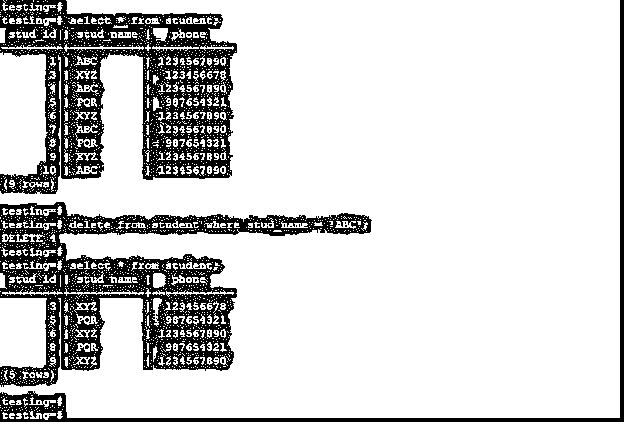 testing=#
testing=# select * from student;
stud_id | stud_name | phone
1 | ABC | 1234567890
3 | XYZ | 123456678
4 | ABC | 1234567890
5 | PQR | 987654321
6 | XYZ | 1234567890
7 | ABC | 1234567890
8 | PQR | 987654321
9 | XYZ | 1234567890
10 | ABC | 1234567890
(9 rows)
testing=#
testing=# delete from student where stud_name = 'ABC';
DELETE 4
testing=#
testing=# select * from student;
stud_id | stud_name | phone
3 | XYZ | 123456678
5 | PQR | 987654321
6 | XYZ | 1234567890
8 | PQR | 987654321
9 | XYZ | 1234567890
(5 rows)
testing=#
testing=#